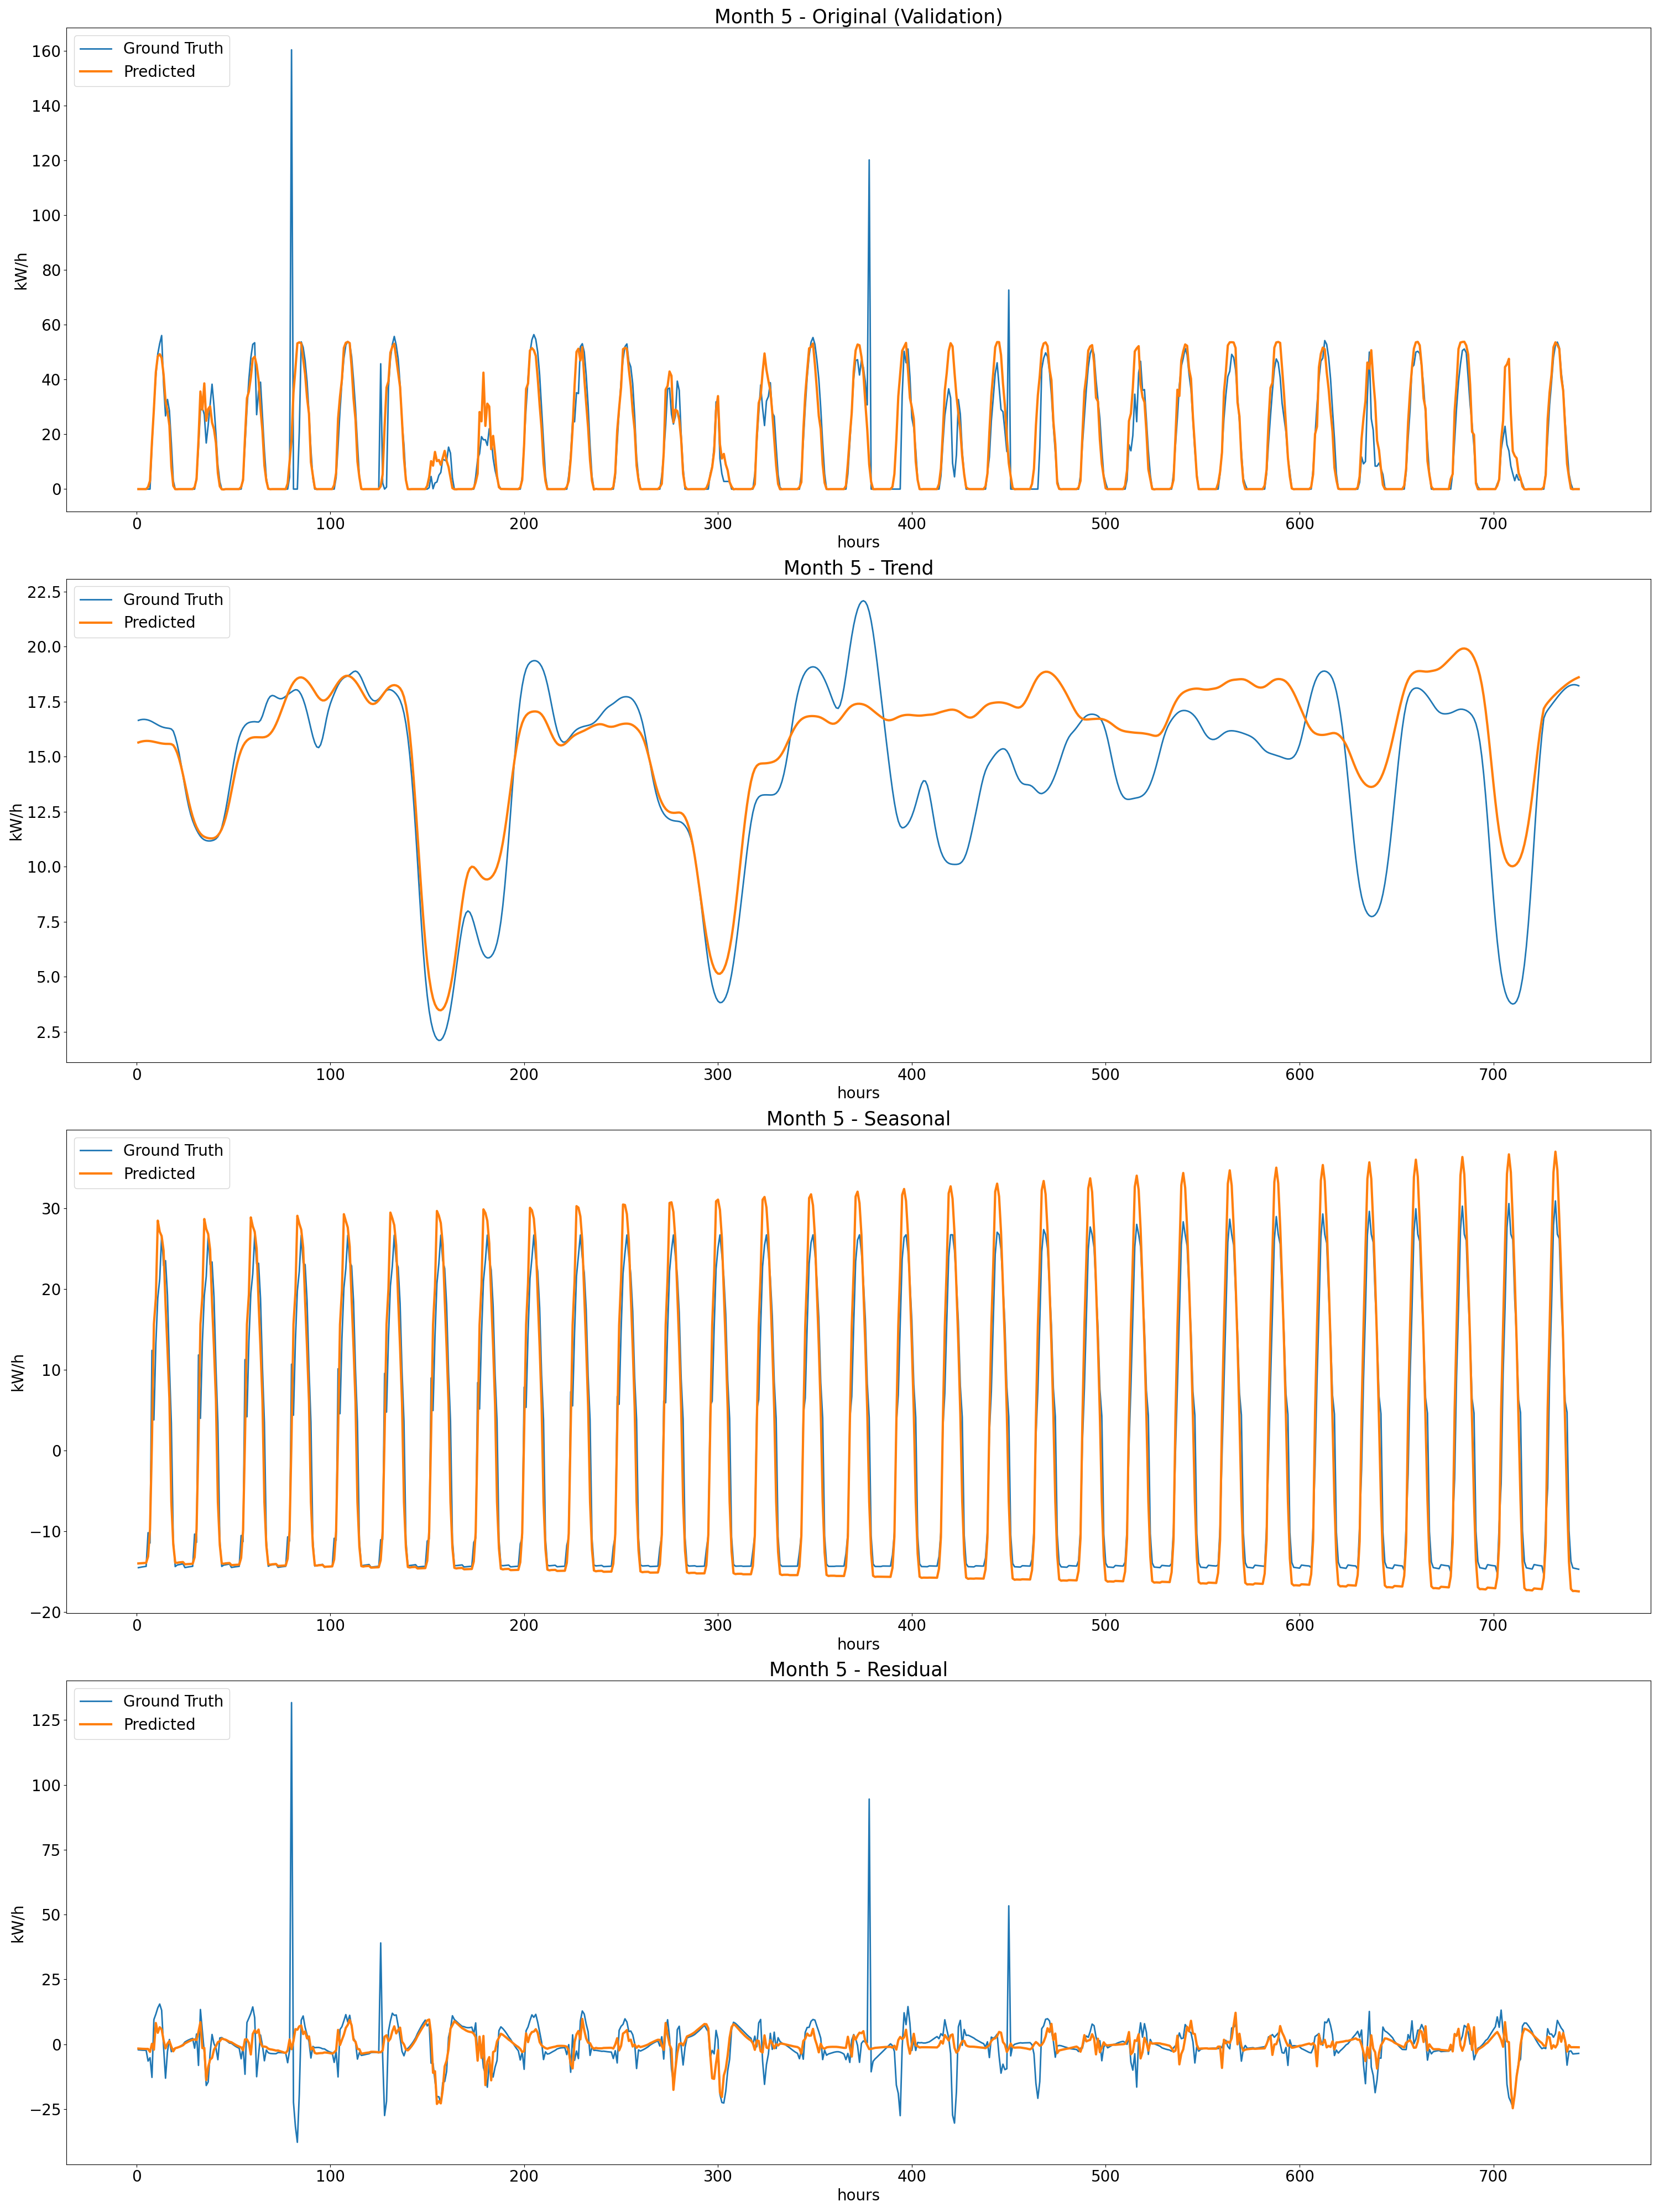 Month 5 - Original (Validation)
Ground Truth
Predicted
160
140
120
100
80
60
40
20
0
kW/h
0 100 200 300 400 500 600 700
hours
Month 5 - Trend
Ground Truth
Predicted
22.5
20.0
17.5
15.0
12.5
10.0
7.5
5.0
2.5
kW/h
0 100 200 300 400 500 600 700
hours
Month 5 - Seasonal
Ground Truth
Predicted
30
20
10
0
−10
−20
kW/h
0 100 200 300 400 500 600 700
hours
Month 5 - Residual
Ground Truth
Predicted
125
100
75
50
25
0
−25
kW/h
0 100 200 300 400 500 600 700
hours